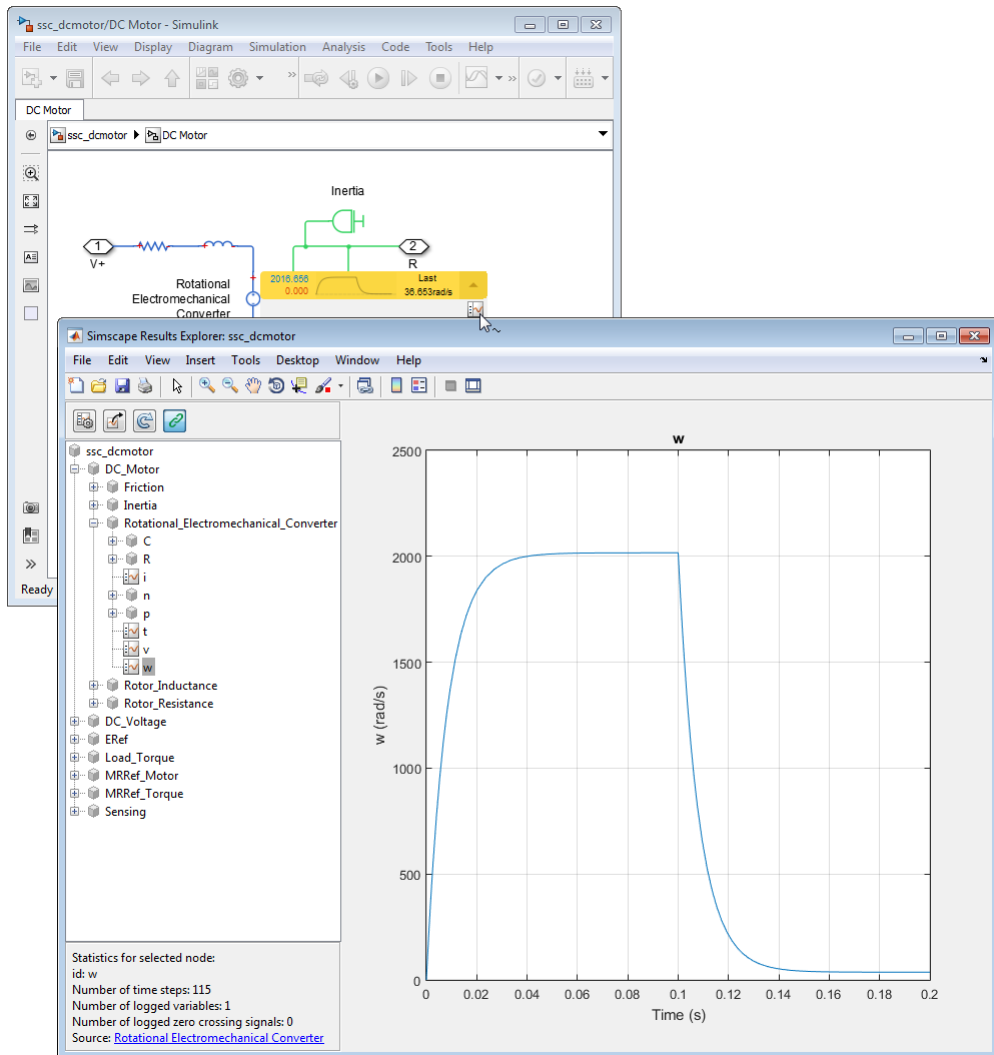 ssc_dcmotor/DC Motor - Simulink
File Edit View Display Diagram Simulation Analysis Code Tools Help
» »
DC Motor
ssc_dcmotor DC Motor
Inertia
1
V+
2
R
Rotational
Electromechanical
Converter
2016.656
0.000
Last
36.653rad/s
»
Ready
Simscape Results Explorer: ssc_dcmotor
File Edit View Insert Tools Desktop Window Help
ssc_dcmotor
DC_Motor
Friction
Inertia
Rotational_Electromechanical_Converter
C
R
i
n
p
t
v
w
Rotor_Inductance
Rotor_Resistance
DC_Voltage
ERef
Load_Torque
MRRef_Motor
MRRef_Torque
Sensing
Statistics for selected node:
id: w
Number of time steps: 115
Number of logged variables: 1
Number of logged zero crossing signals: 0
Source: Rotational Electromechanical Converter
w
2500
2000
1500
1000
500
0
w (rad/s)
0 0.02 0.04 0.06 0.08 0.1 0.12 0.14 0.16 0.18 0.2
Time (s)